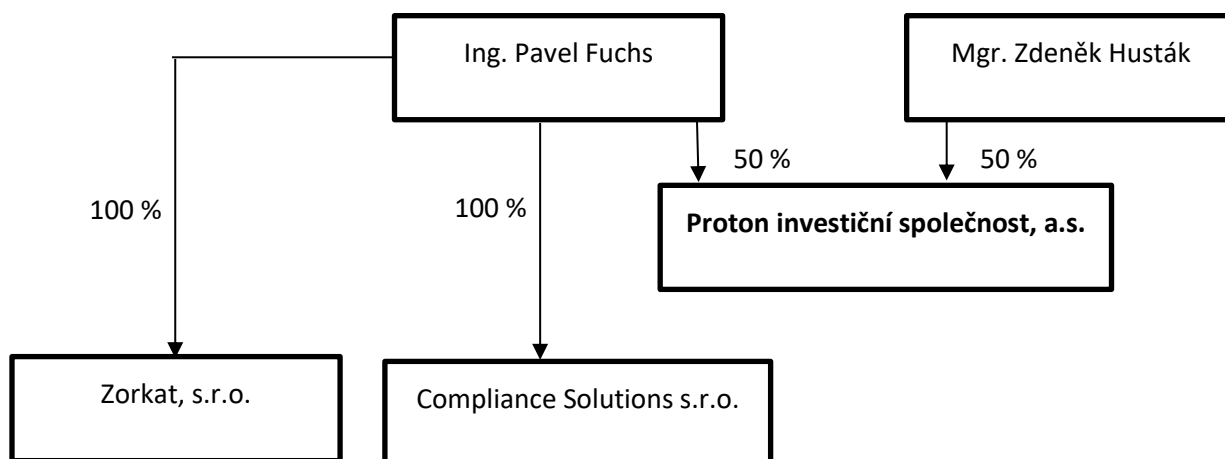 Ing. Pavel Fuchs
Mgr. Zdeněk Husták
50 %
50 %
100 %
100 %
Proton investiční společnost, a.s.
Zorkat, s.r.o.
Compliance Solutions s.r.o.